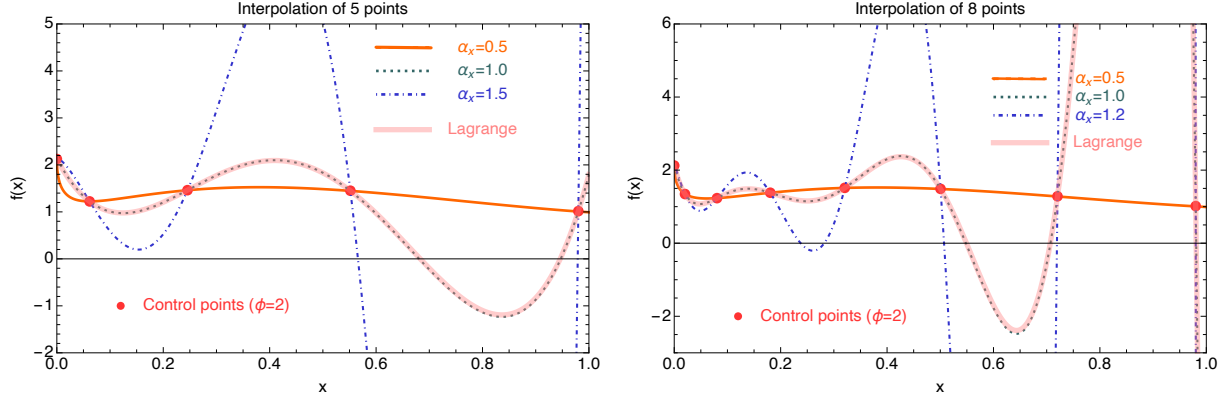 Interpolation of 5 points
αx=0.5
αx=1.0
αx=1.5
Lagrange
Control points (ϕ=2)
f(x)
5
4
3
2
1
0
−1
−2
0.0 0.2 0.4 0.6 0.8 1.0
x
Interpolation of 8 points
αx=0.5
αx=1.0
αx=1.2
Lagrange
Control points (ϕ=2)
f(x)
6
4
2
0
−2
0.0 0.2 0.4 0.6 0.8 1.0
x